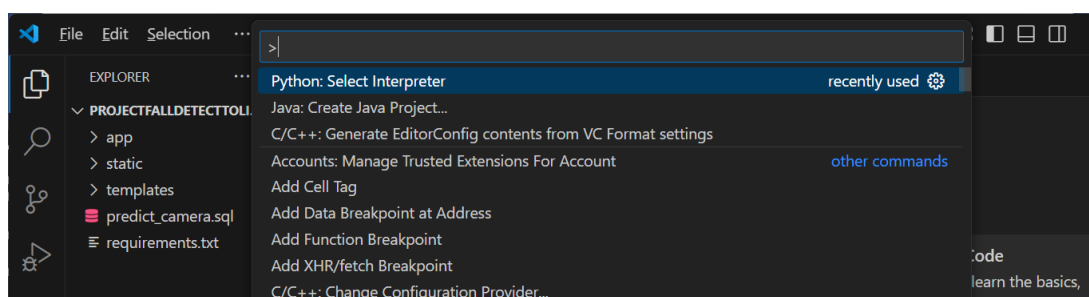 File Edit Selection ···
>
EXPLORER ···
PROJECTFALLDETECTTOLI
app
static
templates
predict_camera.sql
requirements.txt
Python: Select Interpreter recently used
Java: Create Java Project...
C/C++: Generate EditorConfig contents from VC Format settings
Accounts: Manage Trusted Extensions For Account other commands
Add Cell Tag
Add Data Breakpoint at Address
Add Function Breakpoint
Add XHR/fetch Breakpoint
C/C++: Change Configuration Provider...
Code
learn the basics,